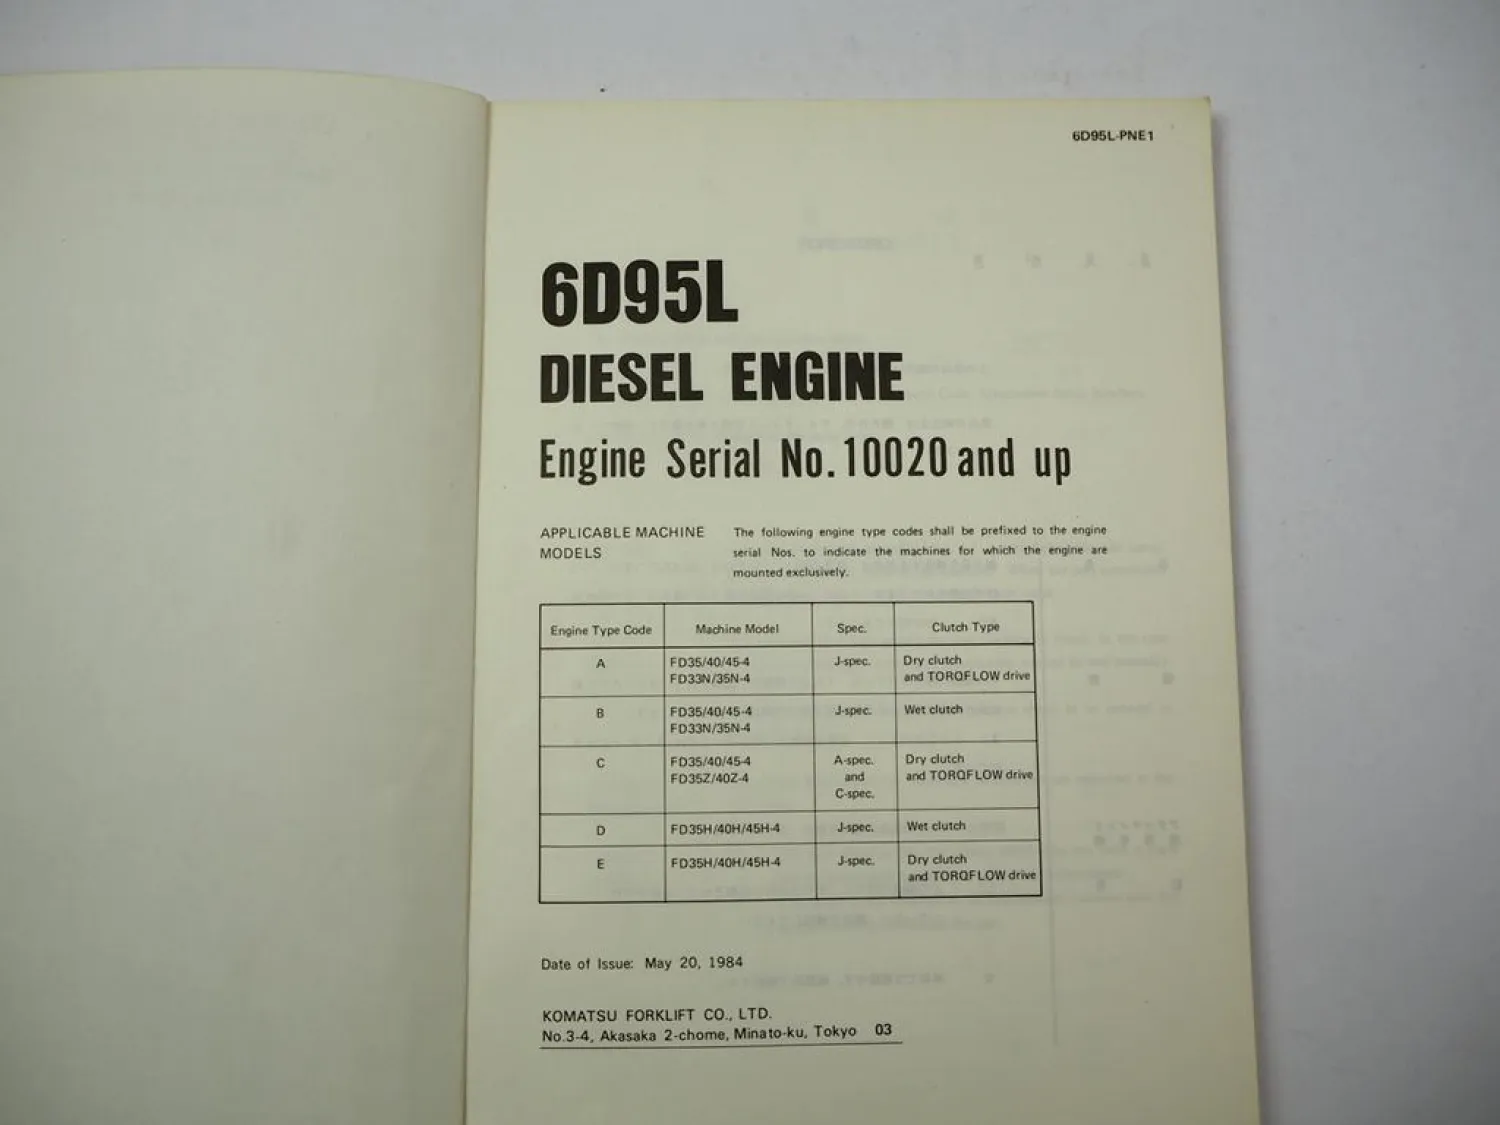 6D95L-PNE1
6D95L
DIESEL ENGINE
Engine Serial No.10020 and up
APPLICABLE MACHINE
MODELS
The following engine type codes shall be prefixed to the engine
serial Nos. to indicate the machines for which the engine are
mounted exclusively.
Engine Type Code Machine Model Spec. Clutch Type
A FD35/40/45-4 J-spec. Dry clutch
FD33N/35N-4 and TORQFLOW drive
B FD35/40/45-4 J-spec. Wet clutch
FD33N/35N-4
C FD35/40/45-4 A-spec. Dry clutch
FD35Z/40Z-4 and and TORQFLOW drive
C-spec.
D FD35H/40H/45H-4 J-spec. Wet clutch
E FD35H/40H/45H-4 J-spec. Dry clutch
and TORQFLOW drive
Date of Issue: May 20, 1984
KOMATSU FORKLIFT CO., LTD.
No.3-4, Akasaka 2-chome, Minato-ku, Tokyo 03